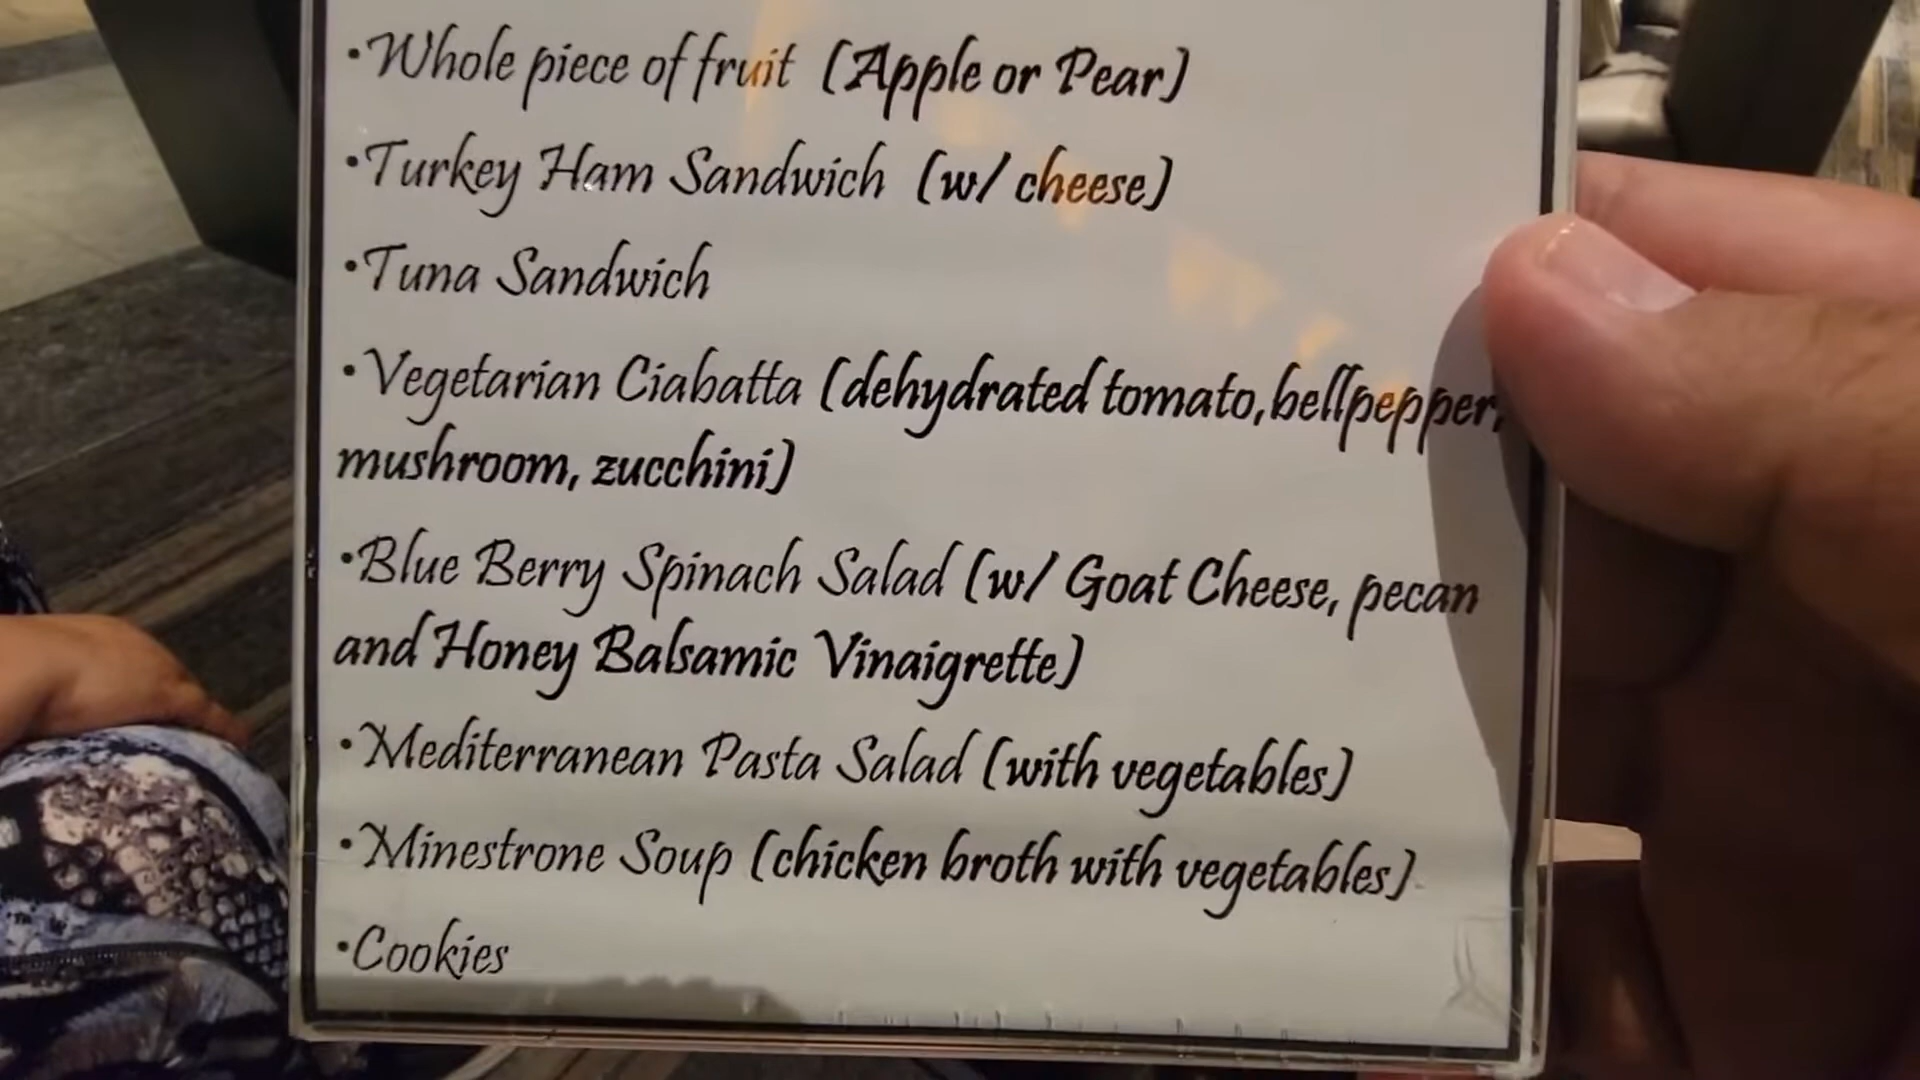 •Whole piece of fruit (Apple or Pear)
•Turkey Ham Sandwich (w/ cheese)
•Tuna Sandwich
•Vegetarian Ciabatta (dehydrated tomato, bellpepper,
mushroom, zucchini)
•Blue Berry Spinach Salad (w/ Goat Cheese, pecan
and Honey Balsamic Vinaigrette)
•Mediterranean Pasta Salad (with vegetables)
•Minestrone Soup (chicken broth with vegetables)
•Cookies